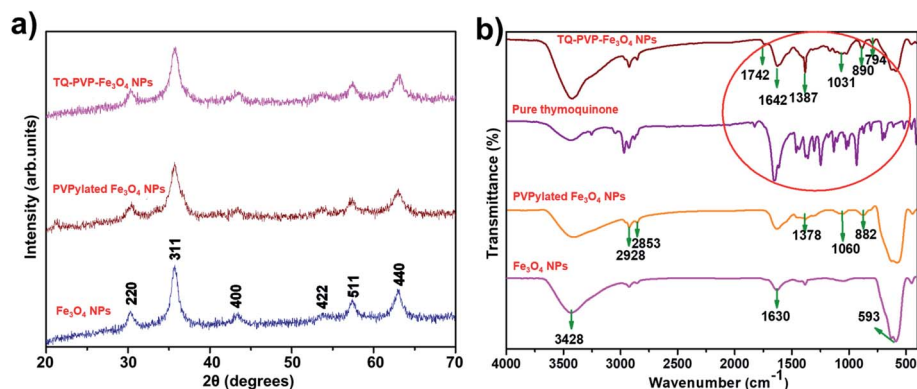 a)
TQ-PVP-Fe₃O₄ NPs
PVPylated Fe₃O₄ NPs
Fe₃O₄ NPs
220
311
400
422
511
440
Intensity (arb.units)
20 30 40 50 60 70
2θ (degrees)
b)
TQ-PVP-Fe₃O₄ NPs
1742
1642
1387
1031
890
794
Pure thymoquinone
PVPylated Fe₃O₄ NPs
2928
2853
1378
1060
882
Fe₃O₄ NPs
3428
1630
593
Transmittance (%)
4000 3500 3000 2500 2000 1500 1000 500
Wavenumber (cm⁻¹)